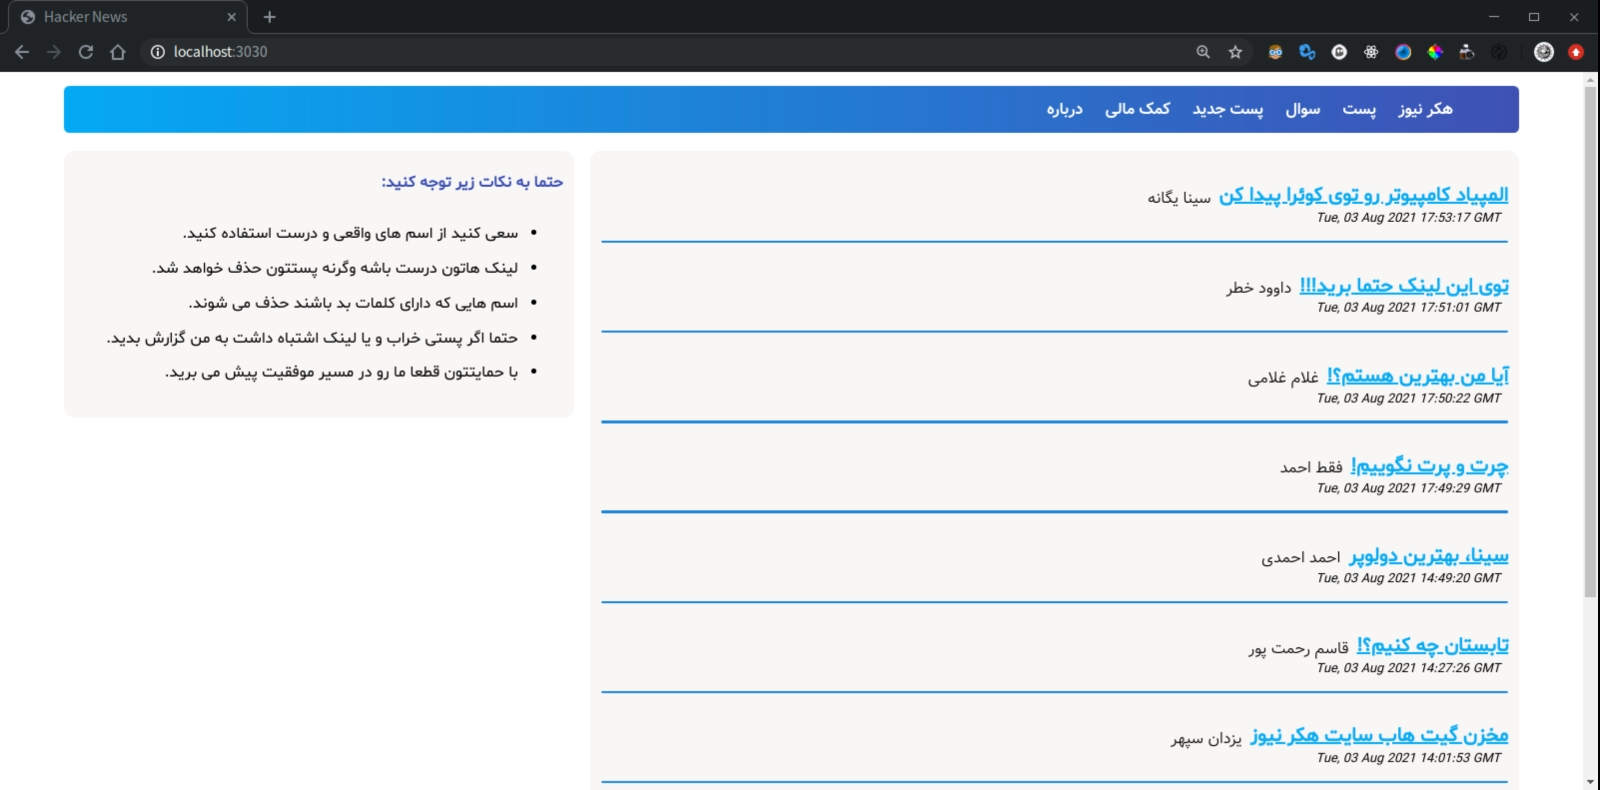 Hacker News
localhost:3030
هکر نیوز پست سوال پست جدید کمک مالی درباره
المپیاد کامپیوتر رو توی کوئرا پیدا کن سینا یگانه
Tue, 03 Aug 2021 17:53:17 GMT
توی این لینک حتما برید!!! داوود خطر
Tue, 03 Aug 2021 17:51:01 GMT
آیا من بهترین هستم؟! غلام غلامی
Tue, 03 Aug 2021 17:50:22 GMT
چرت و پرت نگوییم! فقط احمد
Tue, 03 Aug 2021 17:49:29 GMT
سینا، بهترین دولوپر احمد احمدی
Tue, 03 Aug 2021 14:49:20 GMT
تابستان چه کنیم؟! قاسم رحمت پور
Tue, 03 Aug 2021 14:27:26 GMT
مخزن گیت هاب سایت هکر نیوز یزدان سپهر
Tue, 03 Aug 2021 14:01:53 GMT
حتما به نکات زیر توجه کنید:
سعی کنید از اسم های واقعی و درست استفاده کنید.
لینک هاتون درست باشه وگرنه پستتون حذف خواهد شد.
اسم هایی که دارای کلمات بد باشند حذف می شوند.
حتما اگر پستی خراب و یا لینک اشتباه داشت به من گزارش بدید.
با حمایتتون قطعا ما رو در مسیر موفقیت پیش می برید.